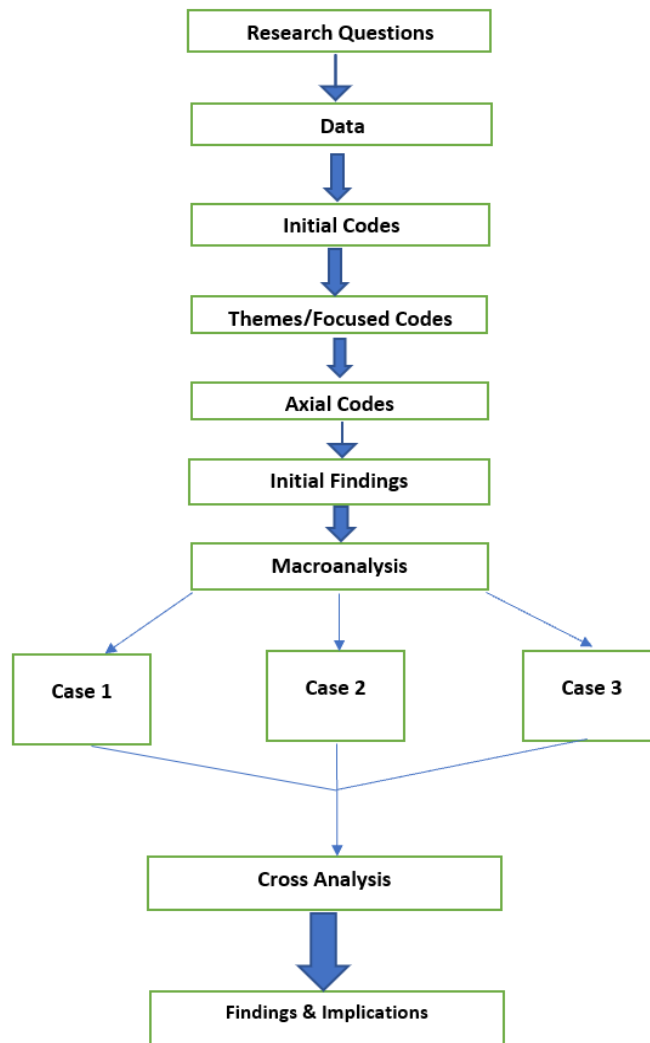 Research Questions
Data
Initial Codes
Themes/Focused Codes
Axial Codes
Initial Findings
Macroanalysis
Case 1
Case 2
Case 3
Cross Analysis
Findings & Implications